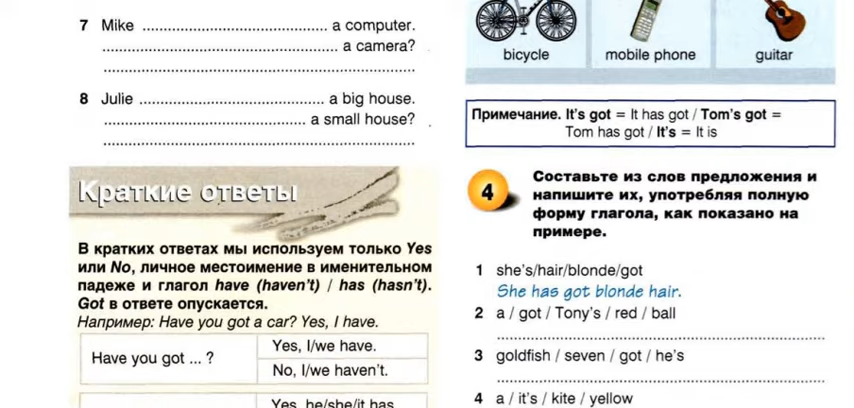 7 Mike ........................................ a computer.
........................................ a camera?
8 Julie ........................................ a big house.
........................................ a small house?
Краткие ответы
В кратких ответах мы используем только Yes
или No, личное местоимение в именительном
падеже и глагол have (haven't) / has (hasn't).
Got в ответе опускается.
Например: Have you got a car? Yes, I have.
Have you got ... ?
Yes, I/we have.
No, I/we haven't.
Yes, he/she/it has
bicycle
mobile phone
guitar
Примечание. It's got = It has got / Tom's got =
Tom has got / It's = It is
4
Составьте из слов предложения и
напишите их, употребляя полную
форму глагола, как показано на
примере.
1 she's/hair/blonde/got
She has got blonde hair.
2 a / got / Tony's / red / ball
3 goldfish / seven / got / he's
4 a / it's / kite / yellow